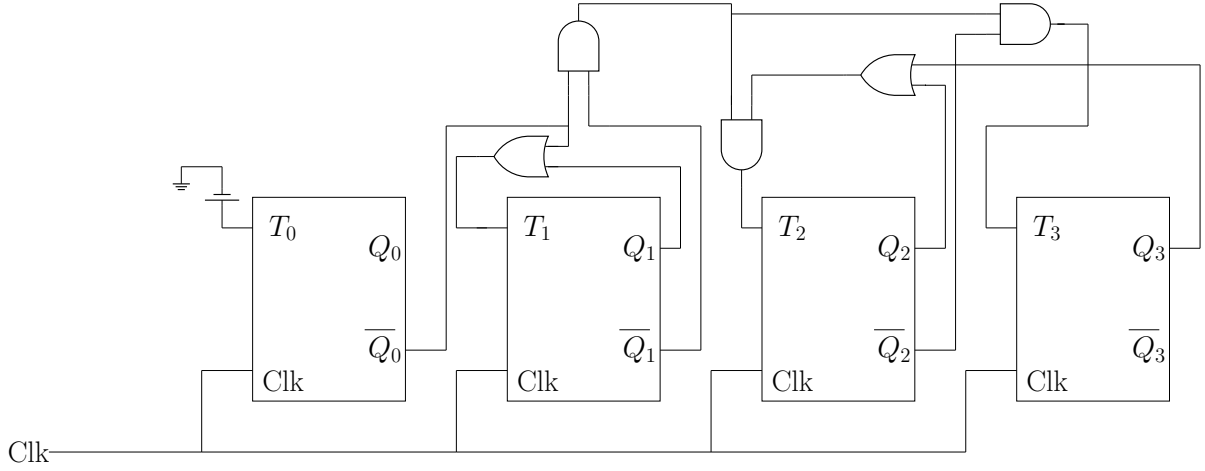 T₀ T₁ T₂ T₃
Q₀ Q₁ Q₂ Q₃
Q̅₀ Q̅₁ Q̅₂ Q̅₃
Clk Clk Clk Clk
Clk